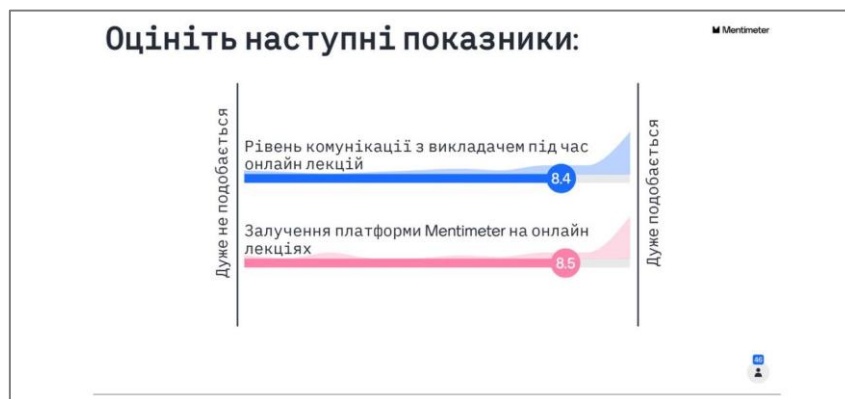 Оцініть наступні показники:
Mentimeter
Дуже не подобається
Рівень комунікації з викладачем під час
онлайн лекцій
8.4
Залучення платформи Mentimeter на онлайн
лекціях
8.5
Дуже подобається
46